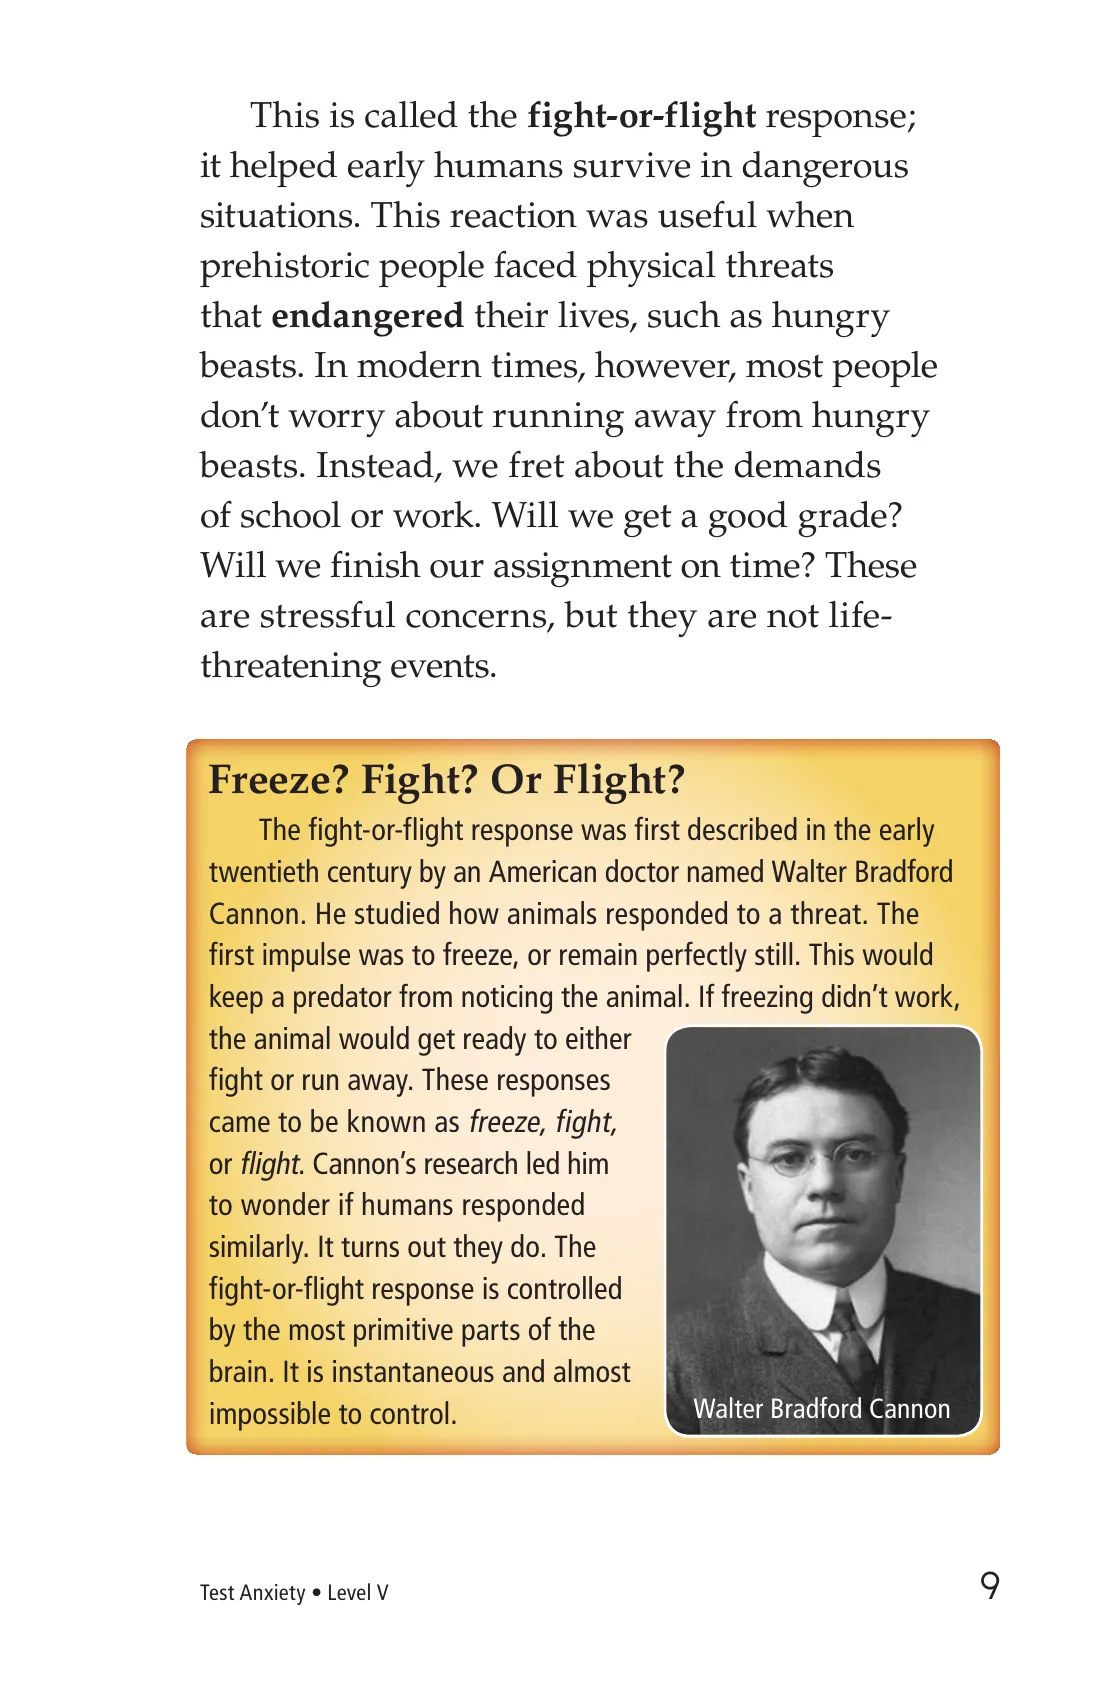 This is called the fight-or-flight response;
it helped early humans survive in dangerous
situations. This reaction was useful when
prehistoric people faced physical threats
that endangered their lives, such as hungry
beasts. In modern times, however, most people
don’t worry about running away from hungry
beasts. Instead, we fret about the demands
of school or work. Will we get a good grade?
Will we finish our assignment on time? These
are stressful concerns, but they are not life-
threatening events.
Freeze? Fight? Or Flight?
The fight-or-flight response was first described in the early
twentieth century by an American doctor named Walter Bradford
Cannon. He studied how animals responded to a threat. The
first impulse was to freeze, or remain perfectly still. This would
keep a predator from noticing the animal. If freezing didn’t work,
the animal would get ready to either
fight or run away. These responses
came to be known as freeze, fight,
or flight. Cannon’s research led him
to wonder if humans responded
similarly. It turns out they do. The
fight-or-flight response is controlled
by the most primitive parts of the
brain. It is instantaneous and almost
impossible to control.
Walter Bradford Cannon
Test Anxiety • Level V
9